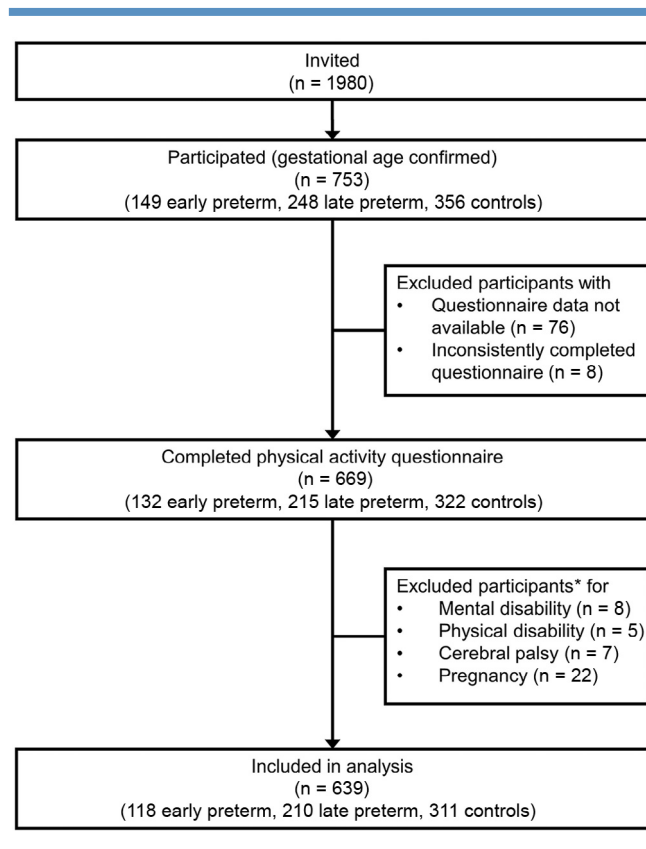 Invited
(n = 1980)
Participated (gestational age confirmed)
(n = 753)
(149 early preterm, 248 late preterm, 356 controls)
Excluded participants with
• Questionnaire data not
available (n = 76)
• Inconsistently completed
questionnaire (n = 8)
Completed physical activity questionnaire
(n = 669)
(132 early preterm, 215 late preterm, 322 controls)
Excluded participants* for
• Mental disability (n = 8)
• Physical disability (n = 5)
• Cerebral palsy (n = 7)
• Pregnancy (n = 22)
Included in analysis
(n = 639)
(118 early preterm, 210 late preterm, 311 controls)